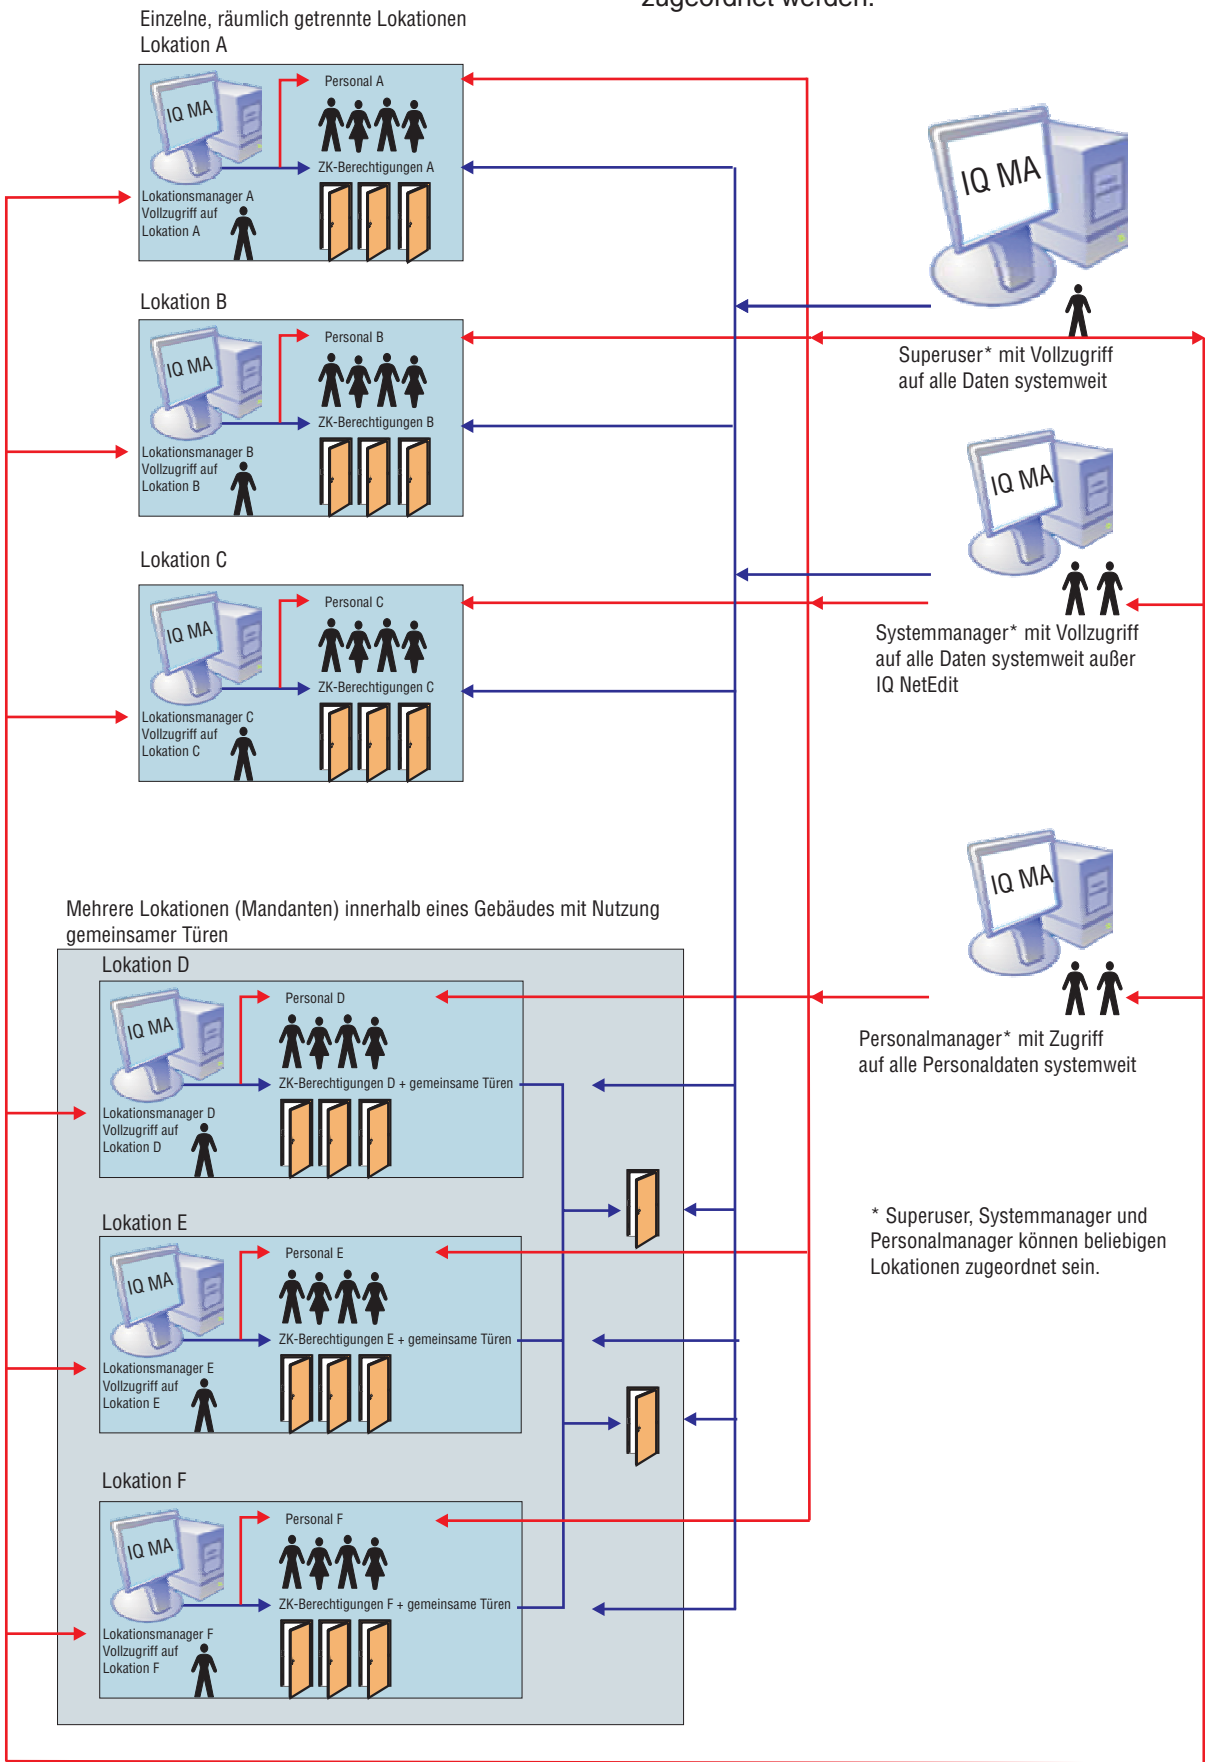 zugeordnet werden.
Einzelne, räumlich getrennte Lokationen
Lokation A
IQ MA
Personal A
ZK-Berechtigungen A
Lokationsmanager A
Vollzugriff auf
Lokation A
Lokation B
IQ MA
Personal B
ZK-Berechtigungen B
Lokationsmanager B
Vollzugriff auf
Lokation B
Lokation C
IQ MA
Personal C
ZK-Berechtigungen C
Lokationsmanager C
Vollzugriff auf
Lokation C
IQ MA
Superuser* mit Vollzugriff
auf alle Daten systemweit
IQ MA
Systemmanager* mit Vollzugriff
auf alle Daten systemweit außer
IQ NetEdit
IQ MA
Personalmanager* mit Zugriff
auf alle Personaldaten systemweit
* Superuser, Systemmanager und
Personalmanager können beliebigen
Lokationen zugeordnet sein.
Mehrere Lokationen (Mandanten) innerhalb eines Gebäudes mit Nutzung
gemeinsamer Türen
Lokation D
IQ MA
Personal D
ZK-Berechtigungen D + gemeinsame Türen
Lokationsmanager D
Vollzugriff auf
Lokation D
Lokation E
IQ MA
Personal E
ZK-Berechtigungen E + gemeinsame Türen
Lokationsmanager E
Vollzugriff auf
Lokation E
Lokation F
IQ MA
Personal F
ZK-Berechtigungen F + gemeinsame Türen
Lokationsmanager F
Vollzugriff auf
Lokation F